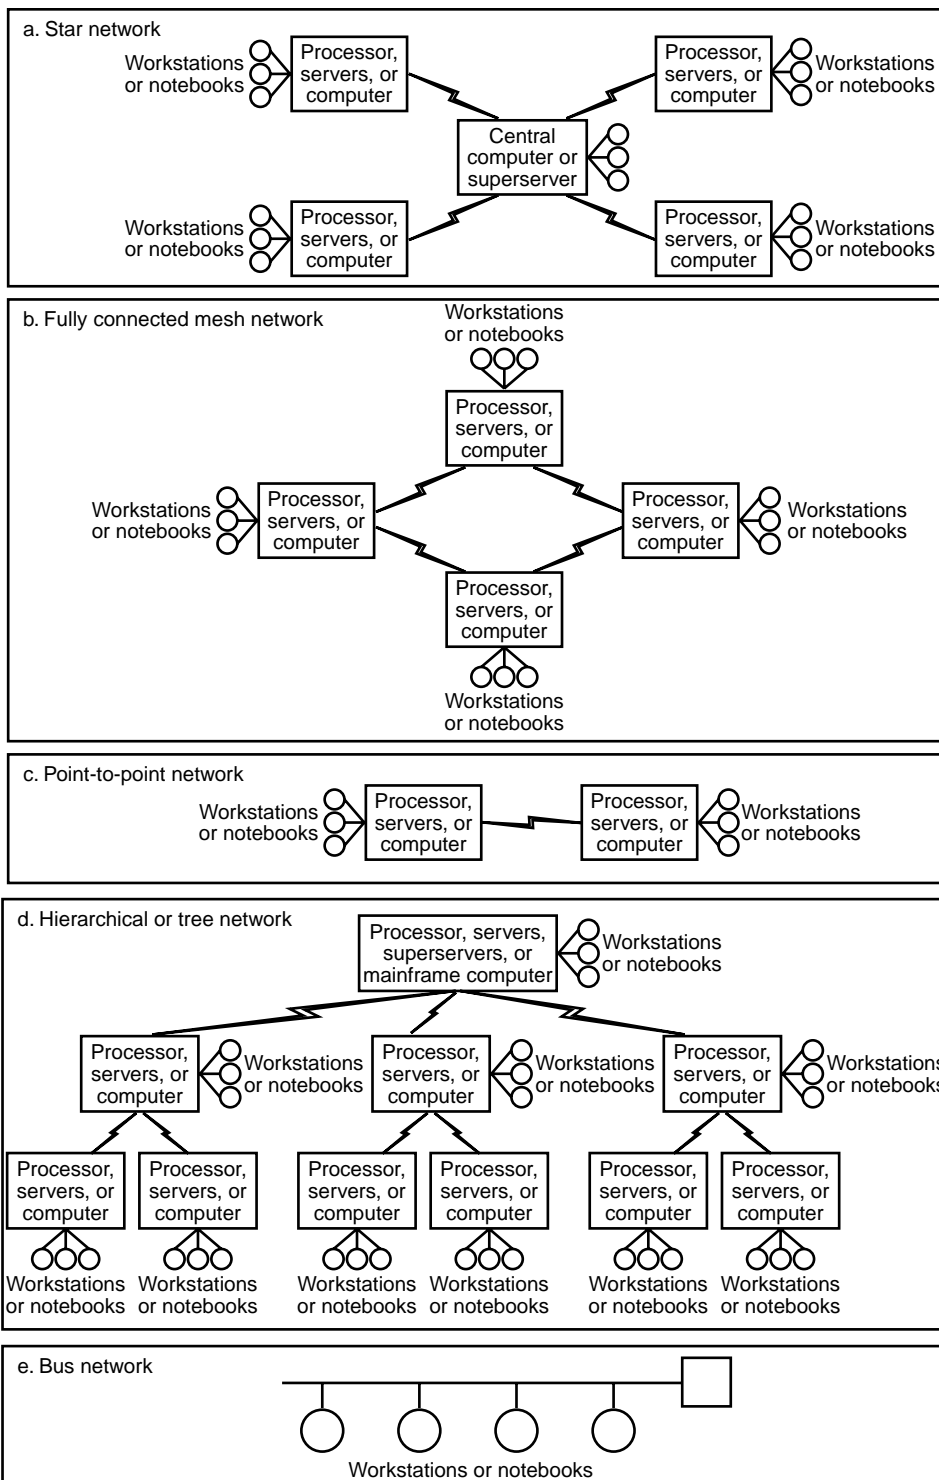 a. Star network
Workstations
or notebooks
Processor,
servers, or
computer
Processor,
servers, or
computer
Workstations
or notebooks
Central
computer or
superserver
Workstations
or notebooks
Processor,
servers, or
computer
Processor,
servers, or
computer
Workstations
or notebooks
b. Fully connected mesh network
Workstations
or notebooks
Processor,
servers, or
computer
Workstations
or notebooks
Processor,
servers, or
computer
Processor,
servers, or
computer
Workstations
or notebooks
Processor,
servers, or
computer
Workstations
or notebooks
c. Point-to-point network
Workstations
or notebooks
Processor,
servers, or
computer
Processor,
servers, or
computer
Workstations
or notebooks
d. Hierarchical or tree network
Processor, servers,
superservers, or
mainframe computer
Workstations
or notebooks
Processor,
servers, or
computer
Workstations
or notebooks
Processor,
servers, or
computer
Workstations
or notebooks
Processor,
servers, or
computer
Workstations
or notebooks
Processor,
servers, or
computer
Processor,
servers, or
computer
Processor,
servers, or
computer
Processor,
servers, or
computer
Processor,
servers, or
computer
Processor,
servers, or
computer
Workstations
or notebooks
Workstations
or notebooks
Workstations
or notebooks
Workstations
or notebooks
Workstations
or notebooks
Workstations
or notebooks
e. Bus network
Workstations or notebooks